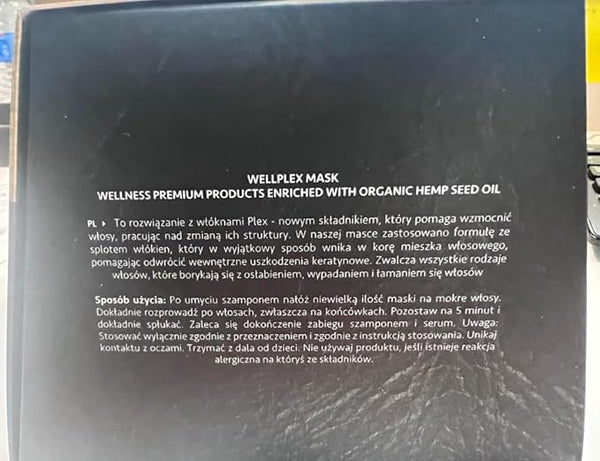 WELLPLEX MASK
WELLNESS PREMIUM PRODUCTS ENRICHED WITH ORGANIC HEMP SEED OIL
PL › To rozwiązanie z włóknami Plex - nowym składnikiem, który pomaga wzmocnić
włosy, pracując nad zmianą ich struktury. W naszej masce zastosowano formułę ze
splotem włókien, który w wyjątkowy sposób wnika w korę mieszka włosowego,
pomagając odwrócić wewnętrzne uszkodzenia keratynowe. Zwalcza wszystkie rodzaje
włosów, które borykają się z osłabieniem, wypadaniem i łamaniem się włosów
Sposób użycia: Po umyciu szamponem nałóż niewielką ilość maski na mokre włosy.
Dokładnie rozprowadź po włosach, zwłaszcza na końcówkach. Pozostaw na 5 minut i
dokładnie spłukać. Zaleca się dokończenie zabiegu szamponem i serum. Uwaga:
Stosować wyłącznie zgodnie z przeznaczeniem i zgodnie z instrukcją stosowania. Unikaj
kontaktu z oczami. Trzymać z dala od dzieci. Nie używaj produktu, jeśli istnieje reakcja
alergiczna na któryś ze składników.